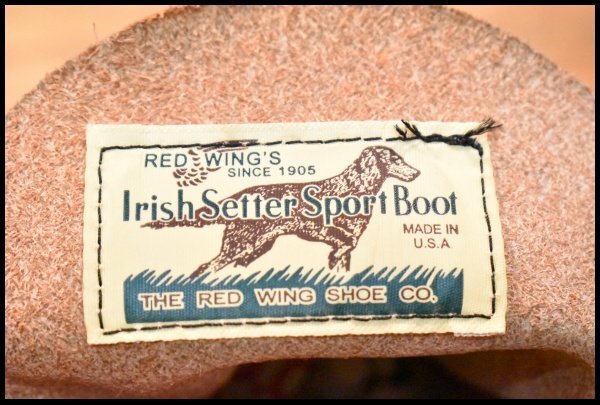 RED WING'S
SINCE 1905
Irish Setter Sport Boot
MADE IN
U.S.A.
THE RED WING SHOE CO.